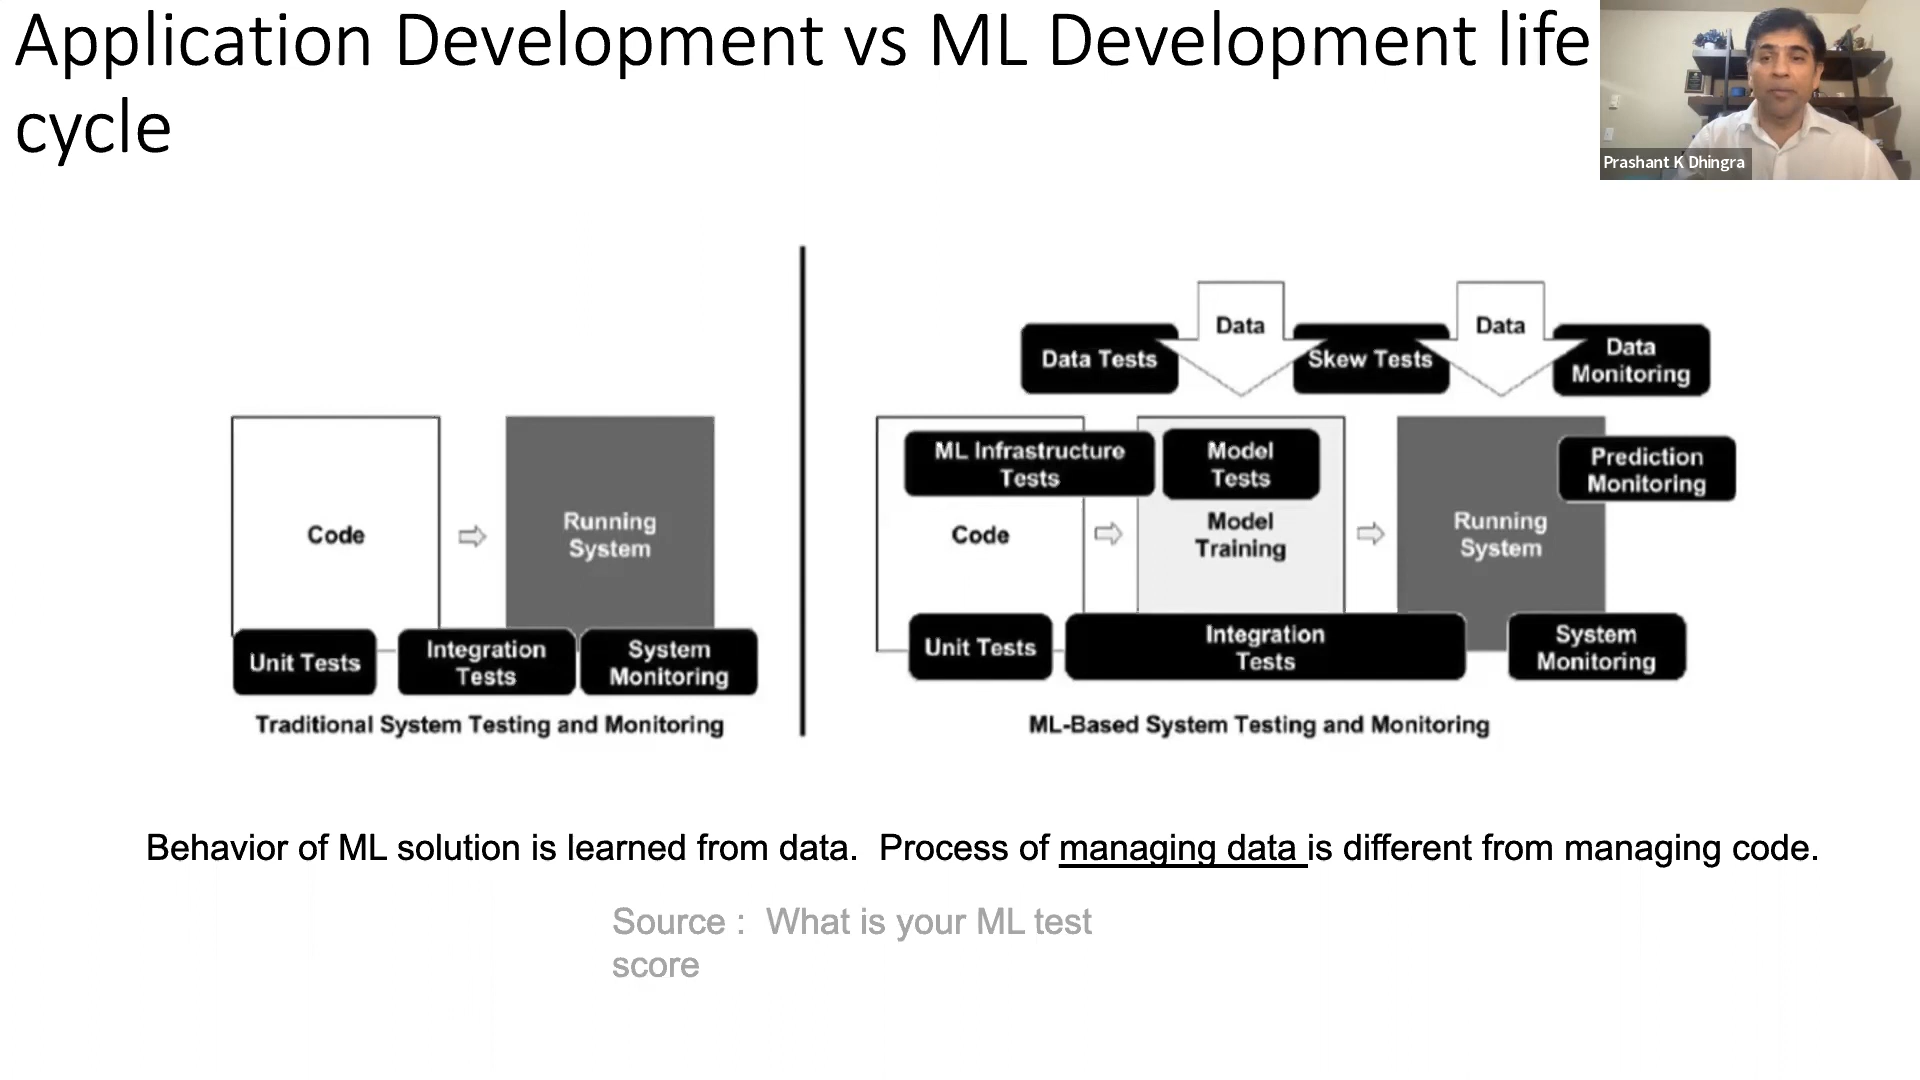 Application Development vs ML Development life
cycle
Prashant K Dhingra
Code
Running
System
Unit Tests
Integration
Tests
System
Monitoring
Traditional System Testing and Monitoring
Data
Data
Data Tests
Skew Tests
Data
Monitoring
ML Infrastructure
Tests
Model
Tests
Prediction
Monitoring
Code
Model
Training
Running
System
Unit Tests
Integration
Tests
System
Monitoring
ML-Based System Testing and Monitoring
Behavior of ML solution is learned from data.  Process of managing data is different from managing code.
Source :  What is your ML test
score